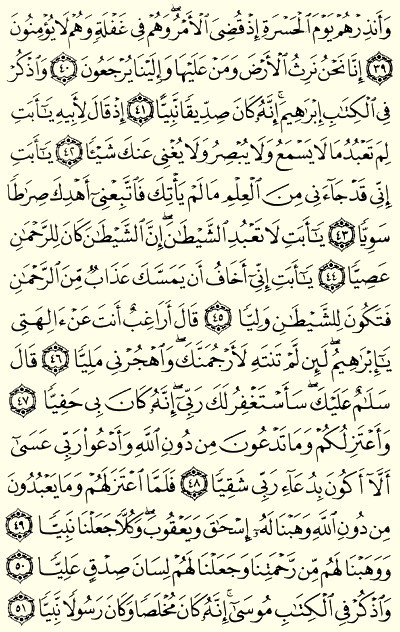 وَأَنذِرْهُمْ يَوْمَ ٱلْحَسْرَةِ إِذْ قُضِىَ ٱلْأَمْرُ وَهُمْ فِى غَفْلَةٍ وَهُمْ لَا يُؤْمِنُونَ
٣٩ إِنَّا نَحْنُ نَرِثُ ٱلْأَرْضَ وَمَنْ عَلَيْهَا وَإِلَيْنَا يُرْجَعُونَ ٤٠ وَٱذْكُرْ
فِى ٱلْكِتَٰبِ إِبْرَٰهِيمَ ۚ إِنَّهُۥ كَانَ صِدِّيقًا نَّبِيًّا ٤١ إِذْ قَالَ لِأَبِيهِ يَٰٓأَبَتِ
لِمَ تَعْبُدُ مَا لَا يَسْمَعُ وَلَا يُبْصِرُ وَلَا يُغْنِى عَنكَ شَيْـًٔا ٤٢ يَٰٓأَبَتِ
إِنِّى قَدْ جَآءَنِى مِنَ ٱلْعِلْمِ مَا لَمْ يَأْتِكَ فَٱتَّبِعْنِىٓ أَهْدِكَ صِرَٰطًا
سَوِيًّا ٤٣ يَٰٓأَبَتِ لَا تَعْبُدِ ٱلشَّيْطَٰنَ ۖ إِنَّ ٱلشَّيْطَٰنَ كَانَ لِلرَّحْمَٰنِ
عَصِيًّا ٤٤ يَٰٓأَبَتِ إِنِّىٓ أَخَافُ أَن يَمَسَّكَ عَذَابٌ مِّنَ ٱلرَّحْمَٰنِ
فَتَكُونَ لِلشَّيْطَٰنِ وَلِيًّا ٤٥ قَالَ أَرَاغِبٌ أَنتَ عَنْ ءَالِهَتِى
يَٰٓإِبْرَٰهِيمُ ۖ لَئِن لَّمْ تَنتَهِ لَأَرْجُمَنَّكَ ۖ وَٱهْجُرْنِى مَلِيًّا ٤٦ قَالَ
سَلَٰمٌ عَلَيْكَ ۖ سَأَسْتَغْفِرُ لَكَ رَبِّىٓ ۖ إِنَّهُۥ كَانَ بِى حَفِيًّا ٤٧
وَأَعْتَزِلُكُمْ وَمَا تَدْعُونَ مِن دُونِ ٱللَّهِ وَأَدْعُوا۟ رَبِّى عَسَىٰٓ
أَلَّآ أَكُونَ بِدُعَآءِ رَبِّى شَقِيًّا ٤٨ فَلَمَّا ٱعْتَزَلَهُمْ وَمَا يَعْبُدُونَ
مِن دُونِ ٱللَّهِ وَهَبْنَا لَهُۥٓ إِسْحَٰقَ وَيَعْقُوبَ ۖ وَكُلًّا جَعَلْنَا نَبِيًّا ٤٩
وَوَهَبْنَا لَهُم مِّن رَّحْمَتِنَا وَجَعَلْنَا لَهُمْ لِسَانَ صِدْقٍ عَلِيًّا ٥٠
وَٱذْكُرْ فِى ٱلْكِتَٰبِ مُوسَىٰٓ ۚ إِنَّهُۥ كَانَ مُخْلَصًا وَكَانَ رَسُولًا نَّبِيًّا ٥١